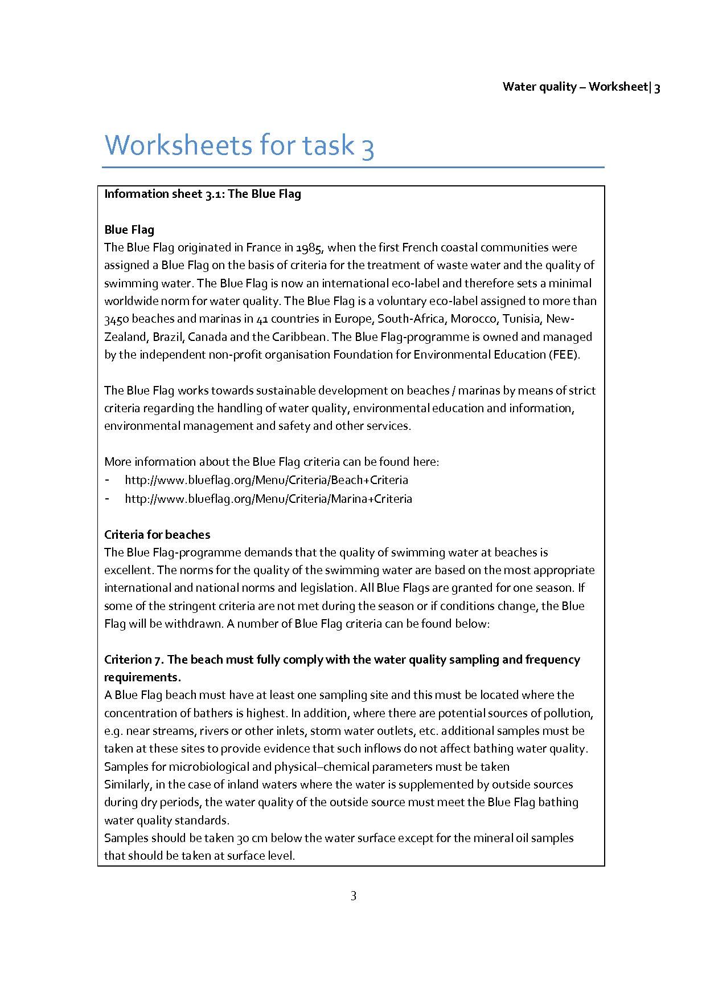 Water quality – Worksheet| 3
Worksheets for task 3
Information sheet 3.1: The Blue Flag
Blue Flag
The Blue Flag originated in France in 1985, when the first French coastal communities were
assigned a Blue Flag on the basis of criteria for the treatment of waste water and the quality of
swimming water. The Blue Flag is now an international eco-label and therefore sets a minimal
worldwide norm for water quality. The Blue Flag is a voluntary eco-label assigned to more than
3450 beaches and marinas in 41 countries in Europe, South-Africa, Morocco, Tunisia, New-
Zealand, Brazil, Canada and the Caribbean. The Blue Flag-programme is owned and managed
by the independent non-profit organisation Foundation for Environmental Education (FEE).
The Blue Flag works towards sustainable development on beaches / marinas by means of strict
criteria regarding the handling of water quality, environmental education and information,
environmental management and safety and other services.
More information about the Blue Flag criteria can be found here:
- http://www.blueflag.org/Menu/Criteria/Beach+Criteria
- http://www.blueflag.org/Menu/Criteria/Marina+Criteria
Criteria for beaches
The Blue Flag-programme demands that the quality of swimming water at beaches is
excellent. The norms for the quality of the swimming water are based on the most appropriate
international and national norms and legislation. All Blue Flags are granted for one season. If
some of the stringent criteria are not met during the season or if conditions change, the Blue
Flag will be withdrawn. A number of Blue Flag criteria can be found below:
Criterion 7. The beach must fully comply with the water quality sampling and frequency
requirements.
A Blue Flag beach must have at least one sampling site and this must be located where the
concentration of bathers is highest. In addition, where there are potential sources of pollution,
e.g. near streams, rivers or other inlets, storm water outlets, etc. additional samples must be
taken at these sites to provide evidence that such inflows do not affect bathing water quality.
Samples for microbiological and physical–chemical parameters must be taken
Similarly, in the case of inland waters where the water is supplemented by outside sources
during dry periods, the water quality of the outside source must meet the Blue Flag bathing
water quality standards.
Samples should be taken 30 cm below the water surface except for the mineral oil samples
that should be taken at surface level.
3